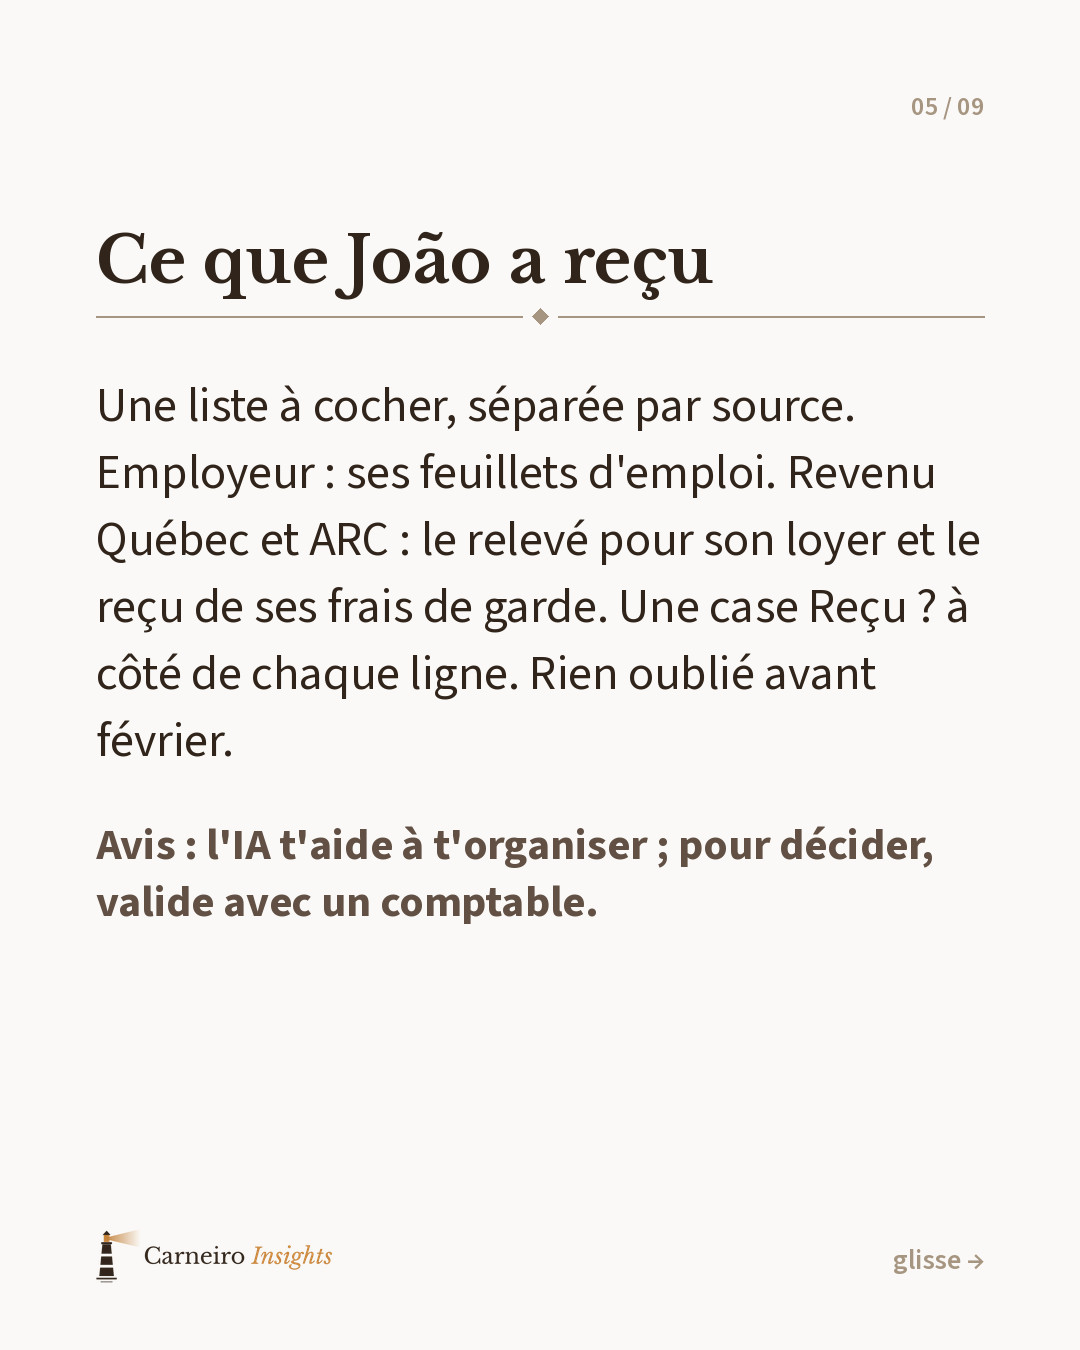 05 / 09
Ce que João a reçu
Une liste à cocher, séparée par source.
Employeur : ses feuillets d'emploi. Revenu
Québec et ARC : le relevé pour son loyer et le
reçu de ses frais de garde. Une case Reçu ? à
côté de chaque ligne. Rien oublié avant
février.
Avis : l'IA t'aide à t'organiser ; pour décider,
valide avec un comptable.
Carneiro Insights
glisse →